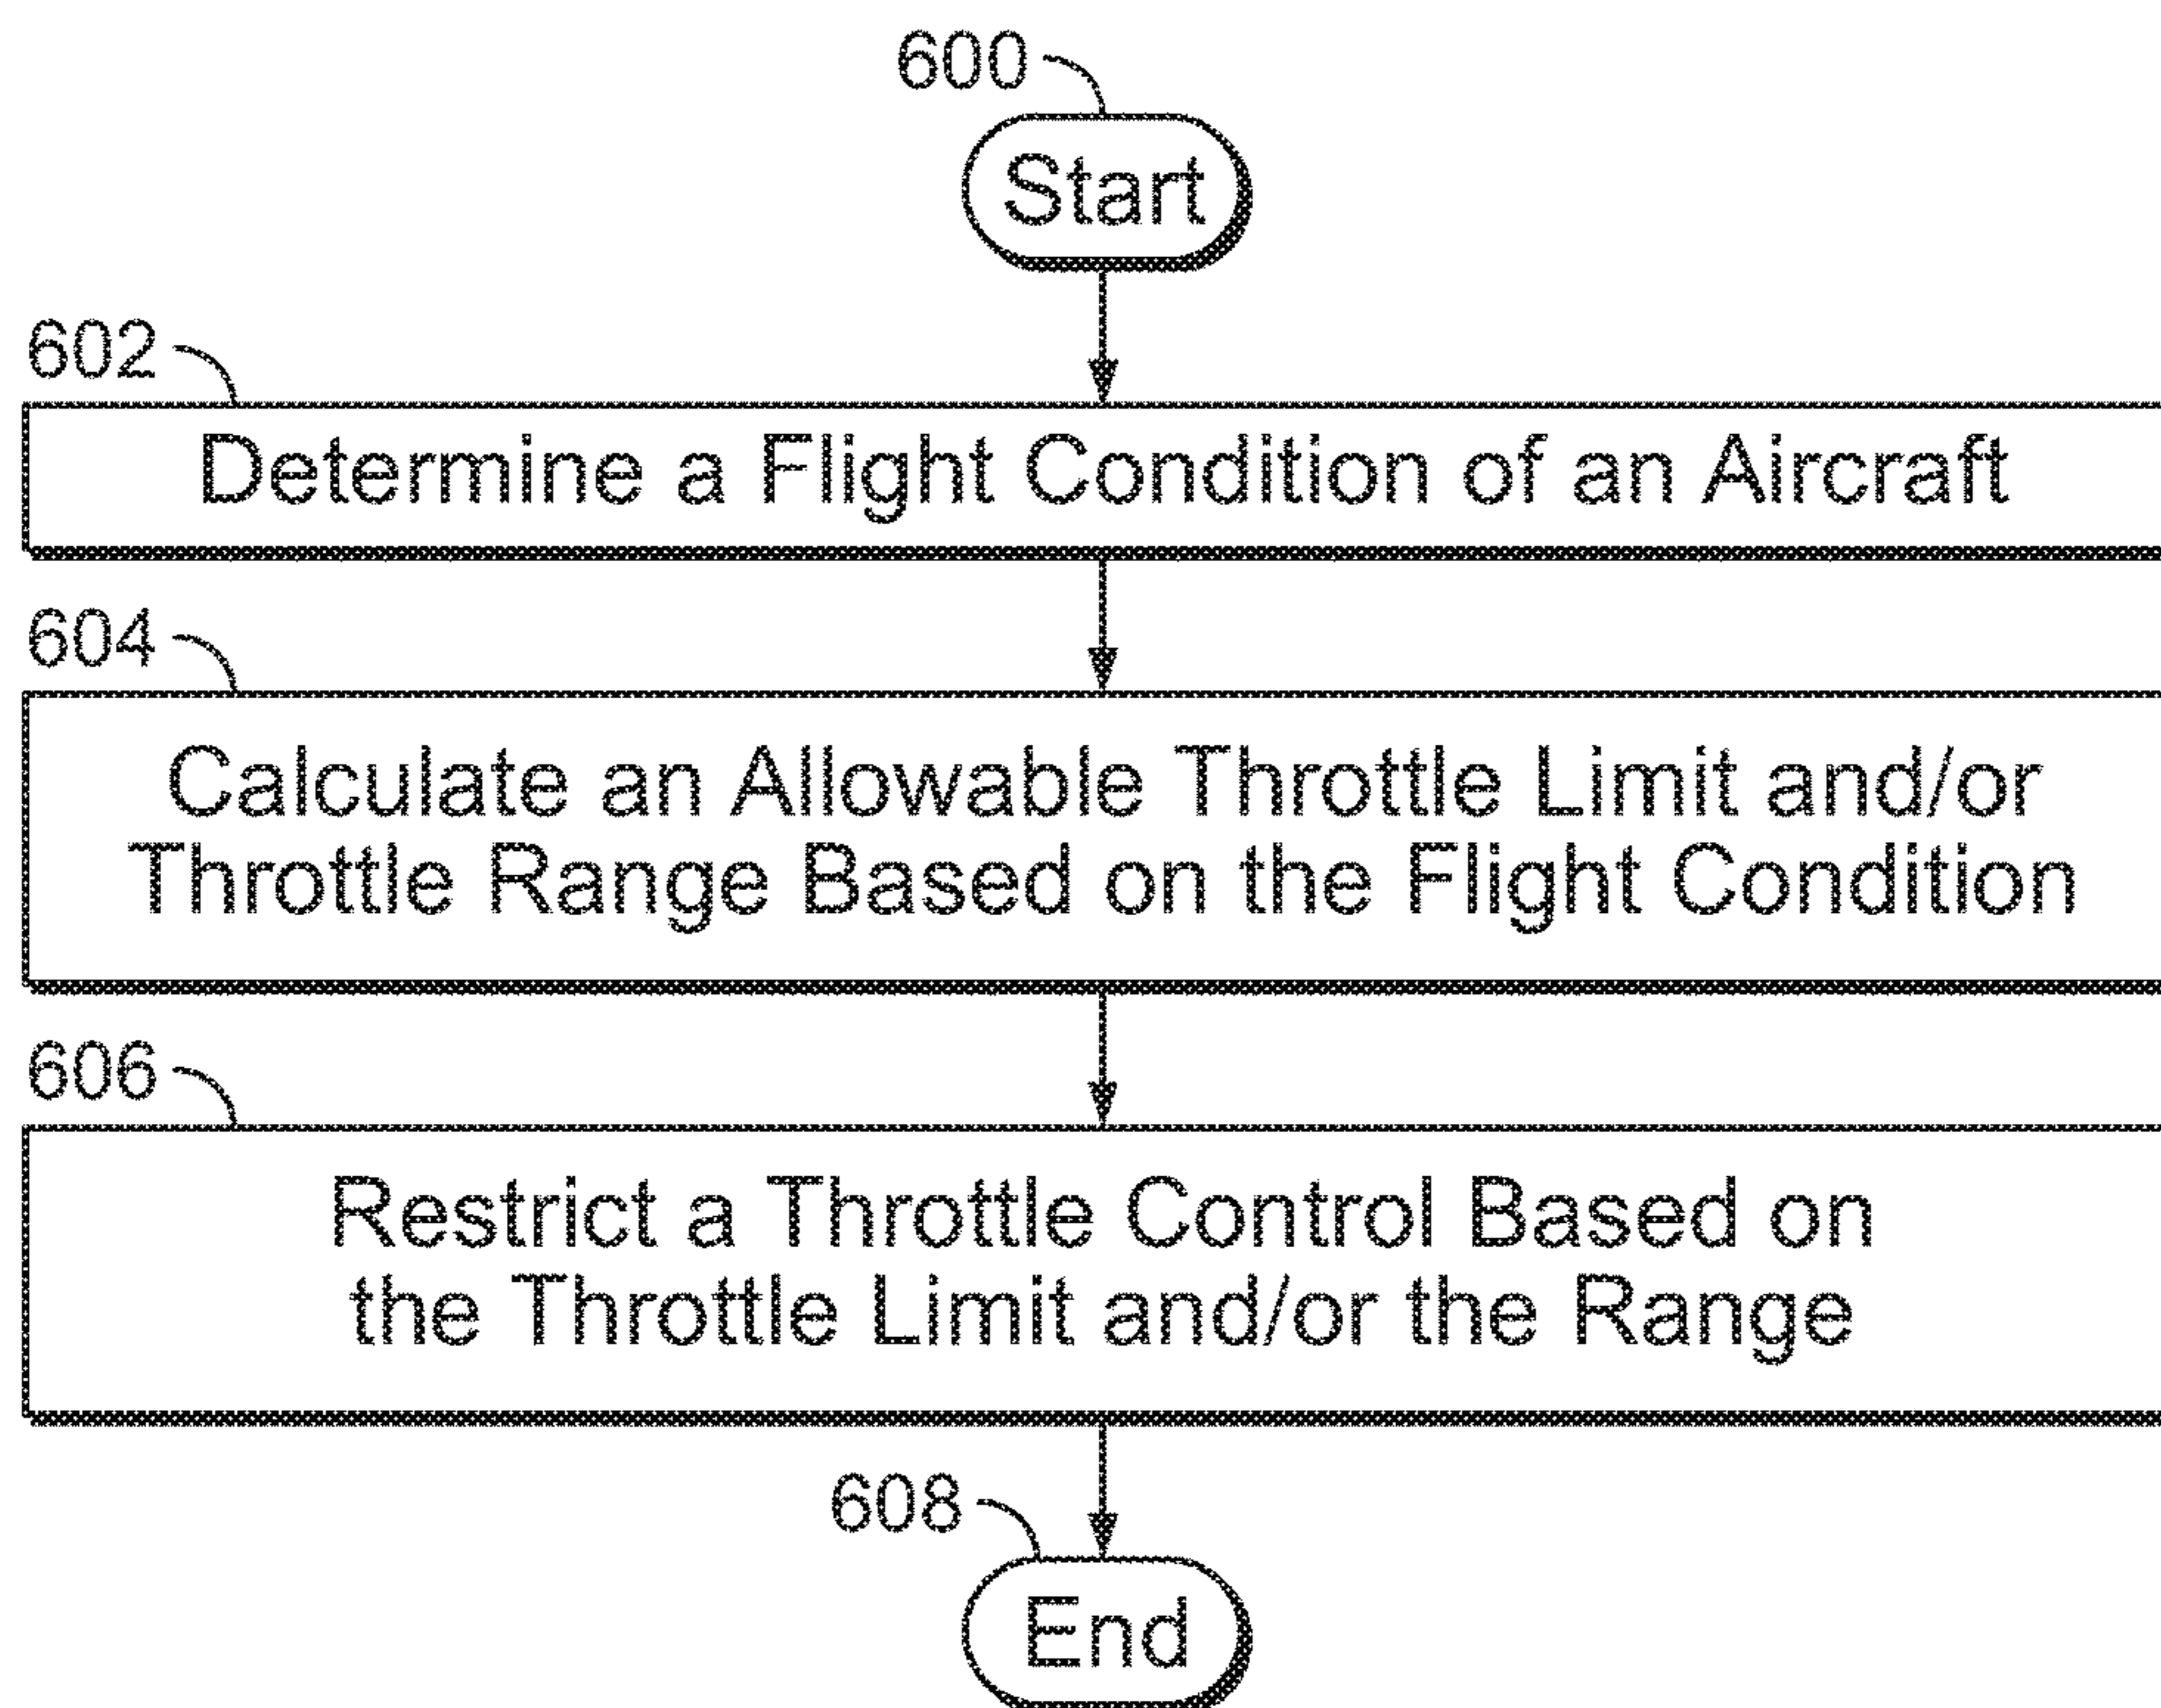 600
Start
602
Determine a Flight Condition of an Aircraft
604
Calculate an Allowable Throttle Limit and/or
Throttle Range Based on the Flight Condition
606
Restrict a Throttle Control Based on
the Throttle Limit and/or the Range
608
End